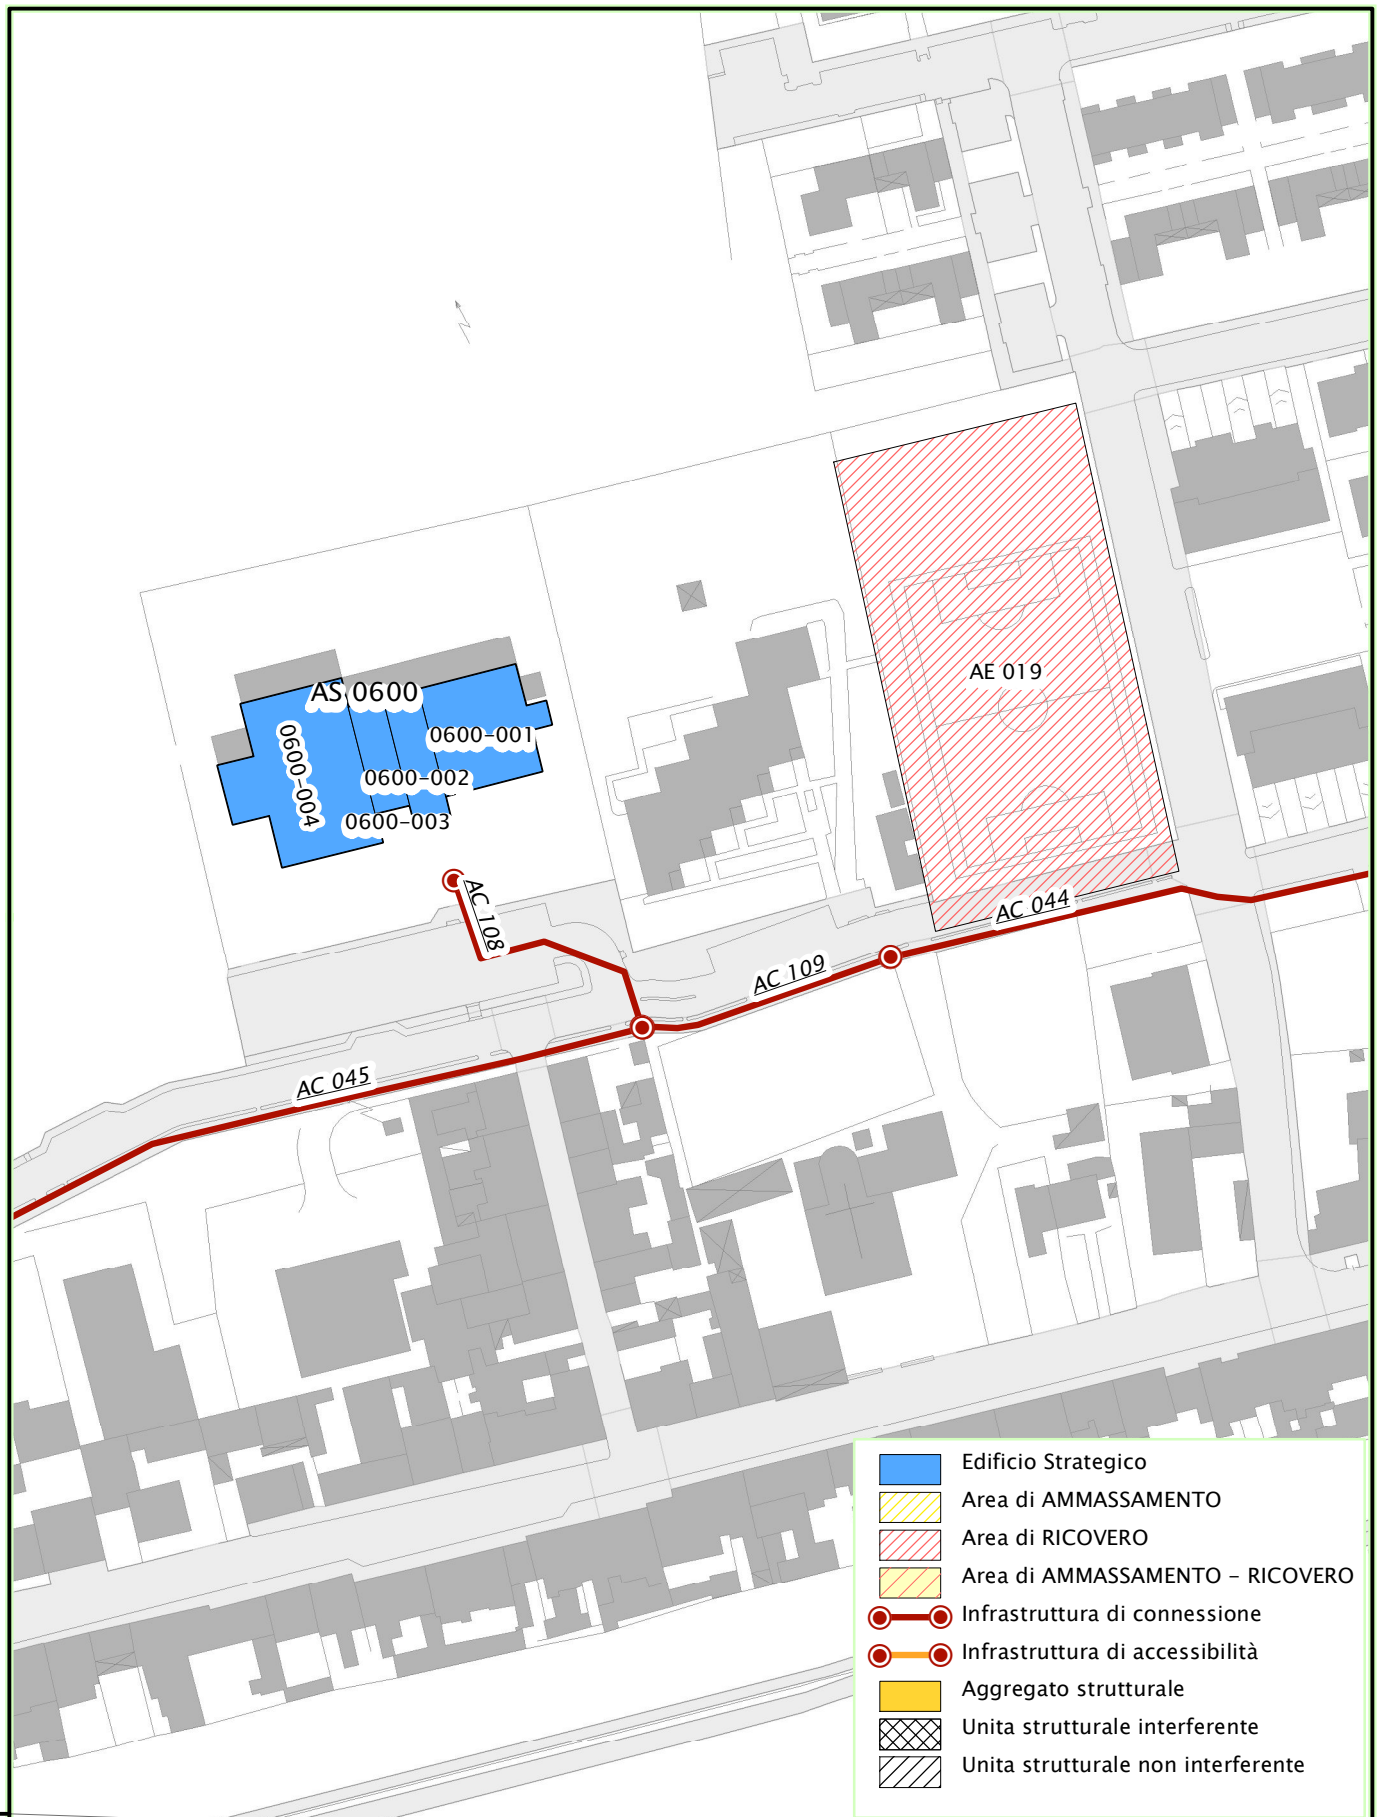 AE 019
AS 0600
0600-001
0600-004
0600-002
0600-003
AC 108
AC 044
AC 109
AC 045
Edificio Strategico
Area di AMMASSAMENTO
Area di RICOVERO
Area di AMMASSAMENTO - RICOVERO
Infrastruttura di connessione
Infrastruttura di accessibilità
Aggregato strutturale
Unita strutturale interferente
Unita strutturale non interferente